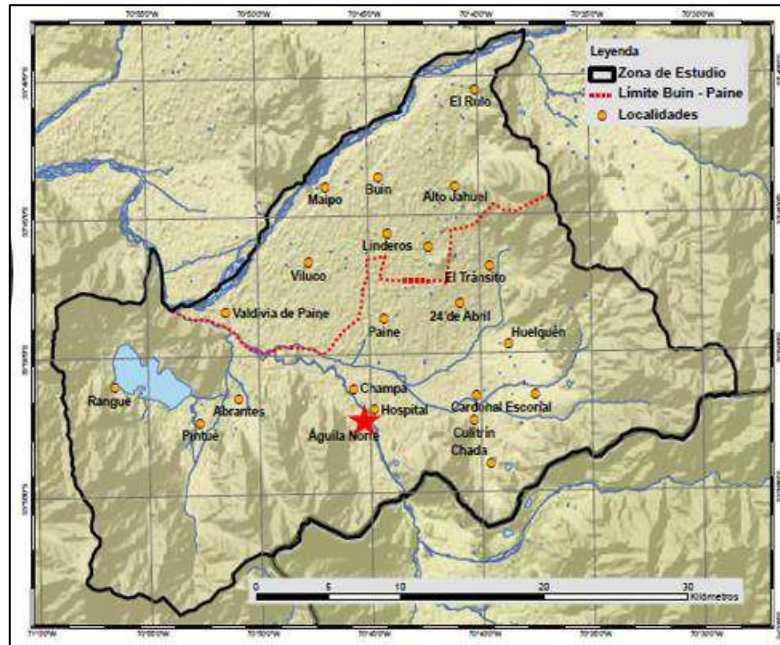 Leyenda
Zona de Estudio
Límite Buin - Paine
Localidades
El Rulo
Maipo
Buin
Alto Jahuel
Linderos
Viluco
El Tránsito
Valdivia de Paine
24 de Abril
Paine
Huelquén
Champa
Rangue
Abrantes
Hospital
Cardonal Escorial
Pintué
Águila Norte
Culitrín
Chada
0 5 10 20 30
Kilómetros